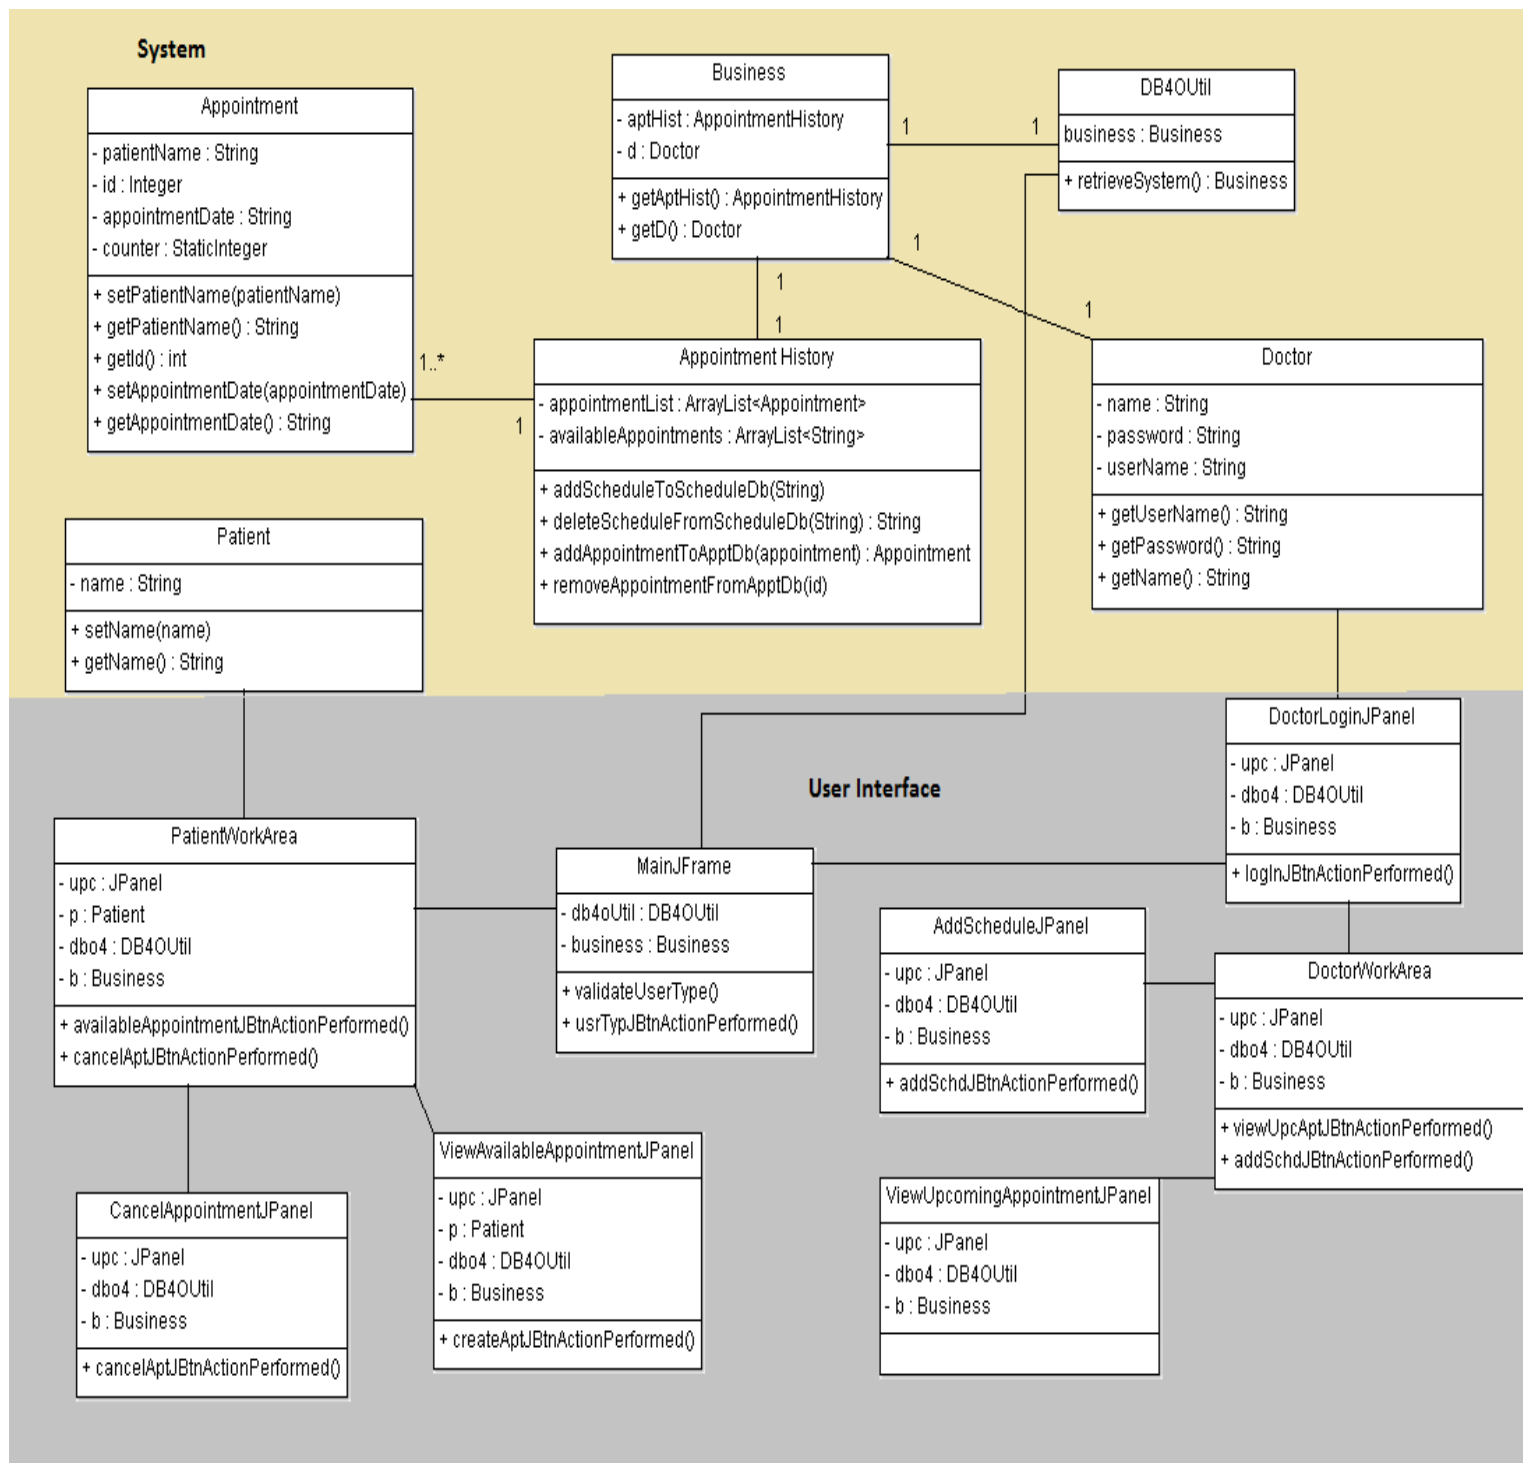 System
Appointment
- patientName : String
- id : Integer
- appointmentDate : String
- counter : StaticInteger
+ setPatientName(patientName)
+ getPatientName() : String
+ getId() : int
+ setAppointmentDate(appointmentDate)
+ getAppointmentDate() : String
Business
- aptHist : AppointmentHistory
- d : Doctor
+ getAptHist() : AppointmentHistory
+ getD() : Doctor
1
1
DB4OUtil
business : Business
+ retrieveSystem() : Business
1
1
1
1
1..*
1
Appointment History
- appointmentList : ArrayList<Appointment>
- availableAppointments : ArrayList<String>
+ addScheduleToScheduleDb(String)
+ deleteScheduleFromScheduleDb(String) : String
+ addAppointmentToApptDb(appointment) : Appointment
+ removeAppointmentFromApptDb(id)
Doctor
- name : String
- password : String
- userName : String
+ getUserName() : String
+ getPassword() : String
+ getName() : String
Patient
- name : String
+ setName(name)
+ getName() : String
User Interface
DoctorLoginJPanel
- upc : JPanel
- dbo4 : DB4OUtil
- b : Business
+ logInJBtnActionPerformed()
PatientWorkArea
- upc : JPanel
- p : Patient
- dbo4 : DB4OUtil
- b : Business
+ availableAppointmentJBtnActionPerformed()
+ cancelAptJBtnActionPerformed()
MainJFrame
- db4oUtil : DB4OUtil
- business : Business
+ validateUserType()
+ usrTypJBtnActionPerformed()
AddScheduleJPanel
- upc : JPanel
- dbo4 : DB4OUtil
- b : Business
+ addSchdJBtnActionPerformed()
DoctorWorkArea
- upc : JPanel
- dbo4 : DB4OUtil
- b : Business
+ viewUpcAptJBtnActionPerformed()
+ addSchdJBtnActionPerformed()
CancelAppointmentJPanel
- upc : JPanel
- dbo4 : DB4OUtil
- b : Business
+ cancelAptJBtnActionPerformed()
ViewAvailableAppointmentJPanel
- upc : JPanel
- p : Patient
- dbo4 : DB4OUtil
- b : Business
+ createAptJBtnActionPerformed()
ViewUpcomingAppointmentJPanel
- upc : JPanel
- dbo4 : DB4OUtil
- b : Business